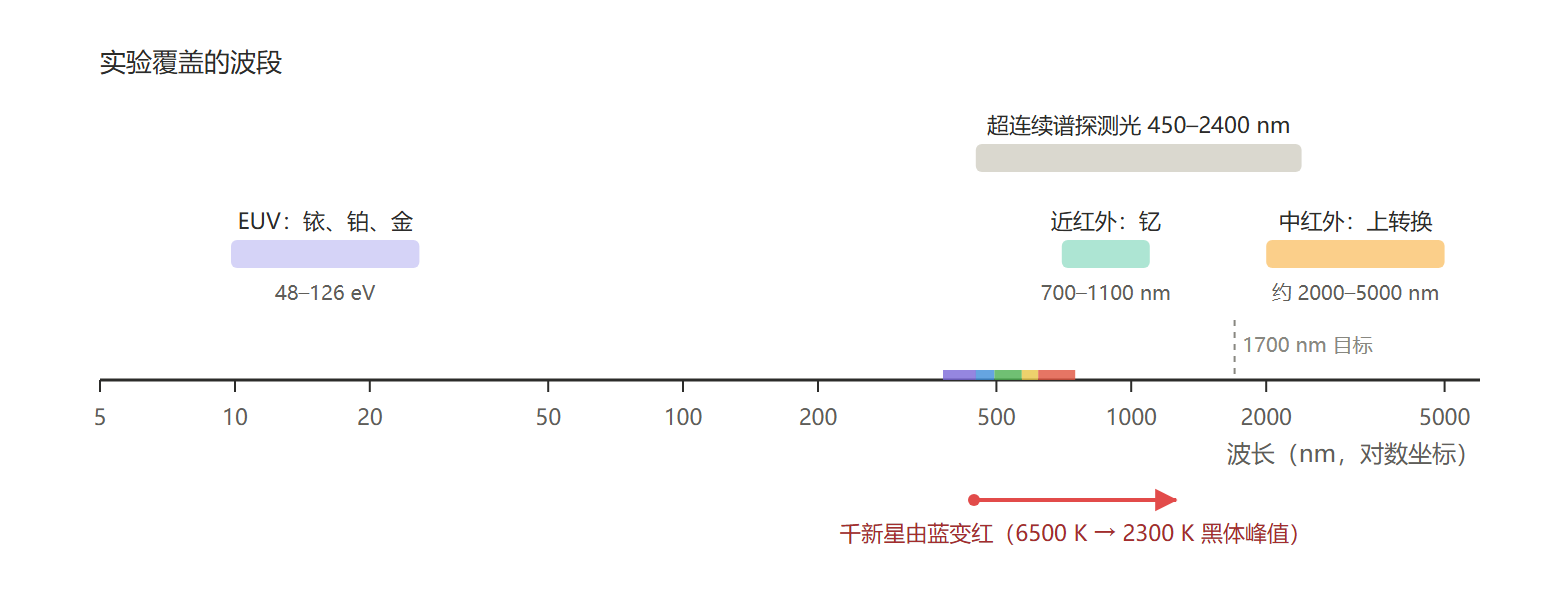 实验覆盖的波段
超连续谱探测光 450–2400 nm
EUV：铱、铂、金
近红外：钇
中红外：上转换
48–126 eV
700–1100 nm
约 2000–5000 nm
1700 nm 目标
5 10 20 50 100 200 500 1000 2000 5000
波长（nm，对数坐标）
千新星由蓝变红（6500 K → 2300 K 黑体峰值）